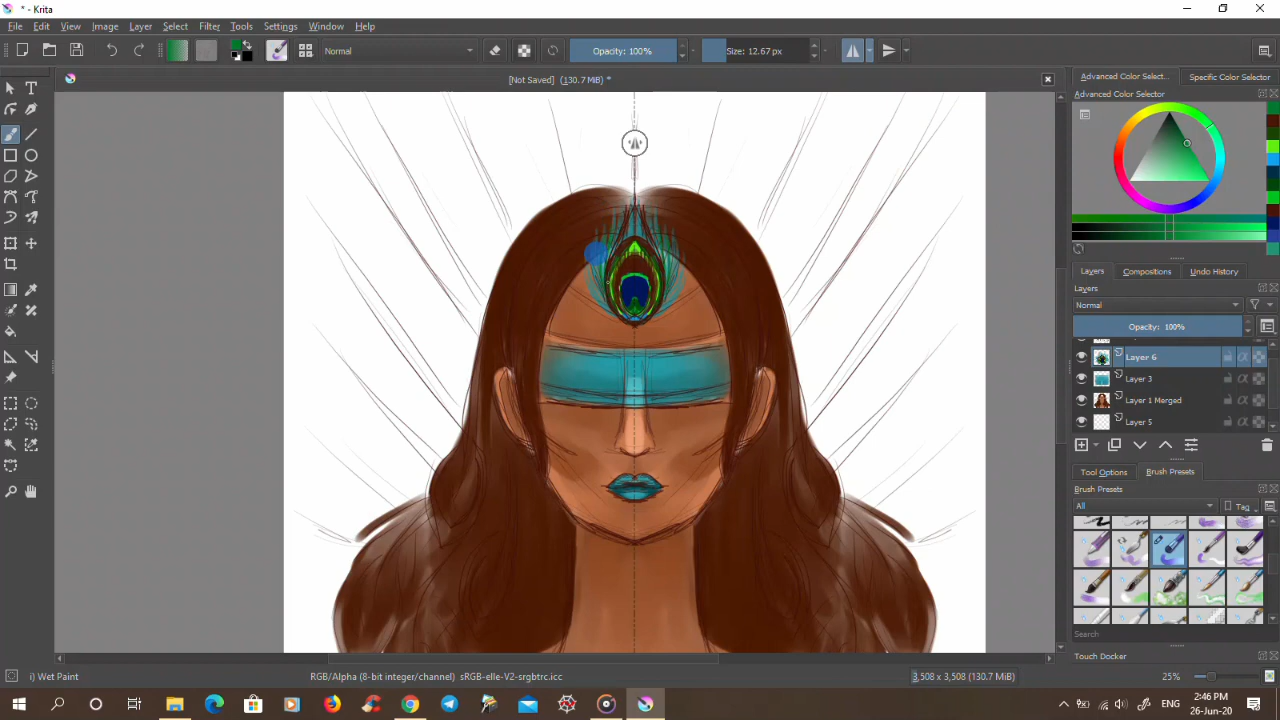 * - Krita
File Edit View Image Layer Select Filter Tools Settings Window Help
Normal Opacity: 100% Size: 12.67 px
[Not Saved] (130.7 MiB) *
Advanced Color Select... Specific Color Selector
Advanced Color Selector
Layers Compositions Undo History
Layers
Normal
Opacity: 100%
Layer 6
Layer 3
Layer 1 Merged
Layer 5
Tool Options Brush Presets
Brush Presets
All Tag
Search
Touch Docker
i) Wet Paint RGB/Alpha (8-bit integer/channel) sRGB-elle-V2-srgbtrc.icc 3,508 x 3,508 (130.7 MiB) 25%
ENG 2:46 PM
26-Jun-20